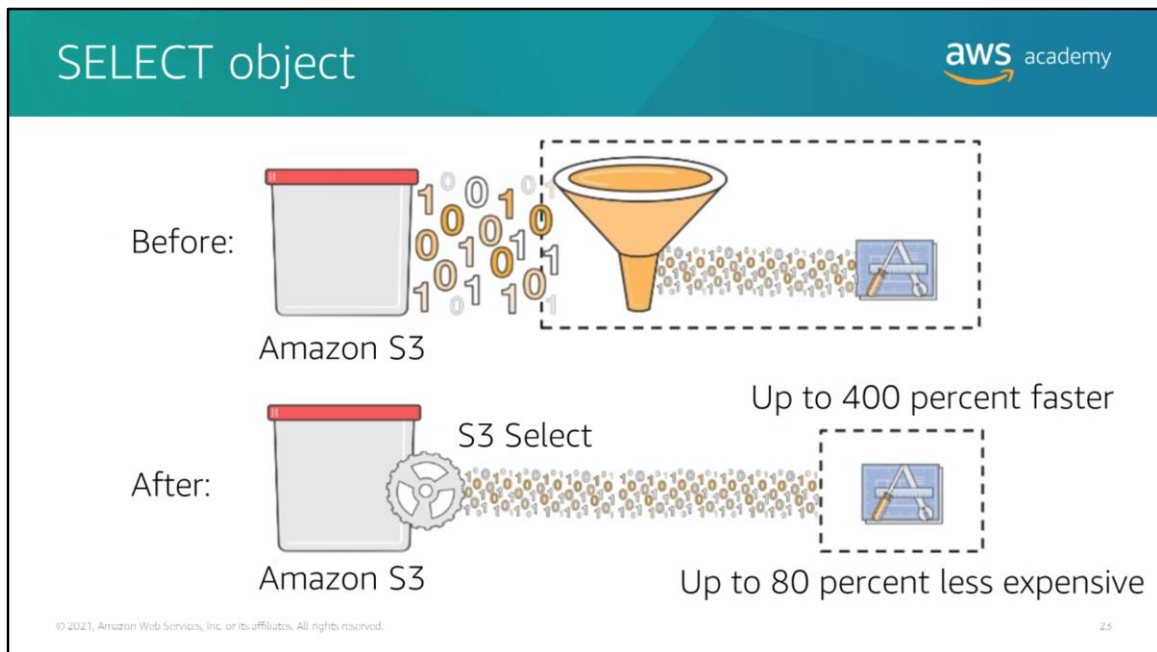 SELECT object
aws academy
Before:
Amazon S3
Up to 400 percent faster
S3 Select
After:
Amazon S3
Up to 80 percent less expensive
© 2021, Amazon Web Services, Inc. or its affiliates. All rights reserved.
23